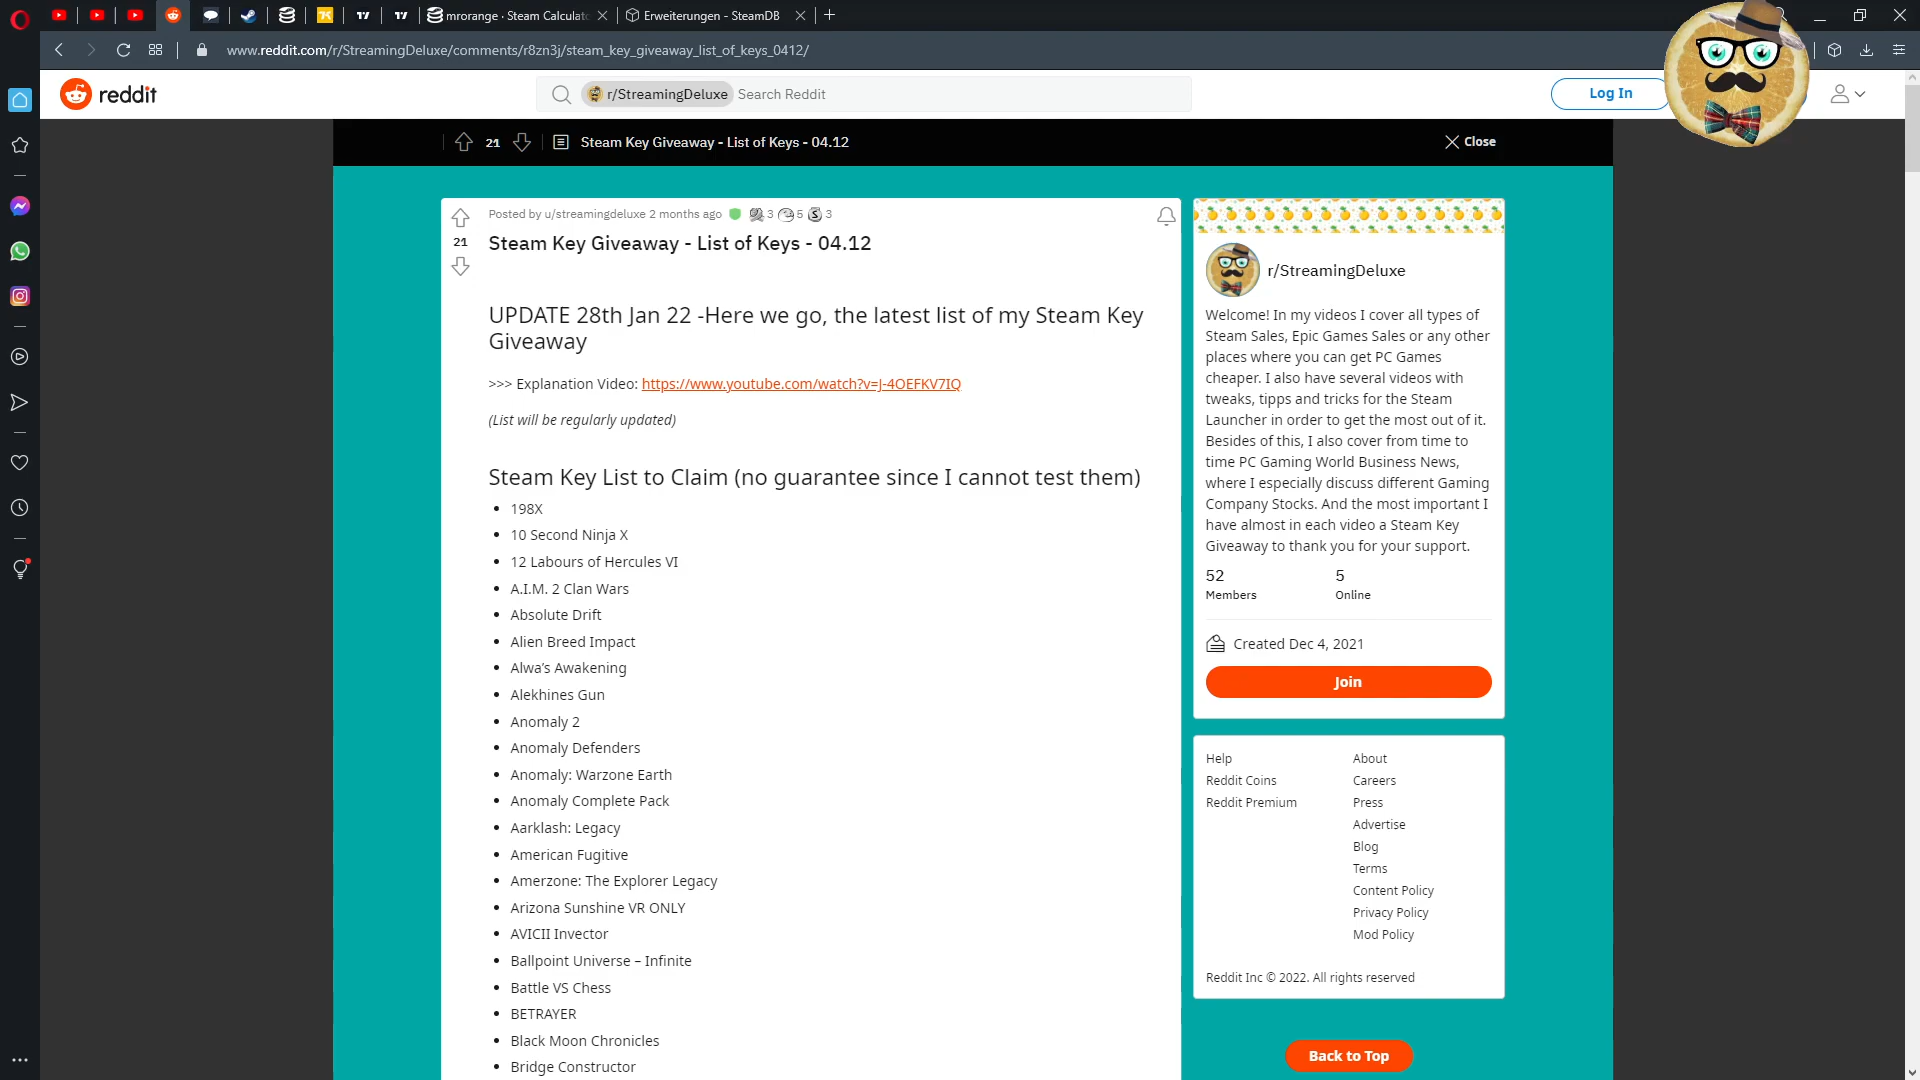 mrorange · Steam Calculat
Erweiterungen - SteamDB
www.reddit.com/r/StreamingDeluxe/comments/r8zn3j/steam_key_giveaway_list_of_keys_0412/
reddit
r/StreamingDeluxe Search Reddit
Log In
21 Steam Key Giveaway - List of Keys - 04.12
Close
Posted by u/streamingdeluxe 2 months ago 3 5 3
21
Steam Key Giveaway - List of Keys - 04.12
UPDATE 28th Jan 22 -Here we go, the latest list of my Steam Key
Giveaway
>>> Explanation Video: https://www.youtube.com/watch?v=J-4OEFKV7IQ
(List will be regularly updated)
Steam Key List to Claim (no guarantee since I cannot test them)
• 198X
• 10 Second Ninja X
• 12 Labours of Hercules VI
• A.I.M. 2 Clan Wars
• Absolute Drift
• Alien Breed Impact
• Alwa’s Awakening
• Alekhines Gun
• Anomaly 2
• Anomaly Defenders
• Anomaly: Warzone Earth
• Anomaly Complete Pack
• Aarklash: Legacy
• American Fugitive
• Amerzone: The Explorer Legacy
• Arizona Sunshine VR ONLY
• AVICII Invector
• Ballpoint Universe – Infinite
• Battle VS Chess
• BETRAYER
• Black Moon Chronicles
• Bridge Constructor
r/StreamingDeluxe
Welcome! In my videos I cover all types of
Steam Sales, Epic Games Sales or any other
places where you can get PC Games
cheaper. I also have several videos with
tweaks, tipps and tricks for the Steam
Launcher in order to get the most out of it.
Besides of this, I also cover from time to
time PC Gaming World Business News,
where I especially discuss different Gaming
Company Stocks. And the most important I
have almost in each video a Steam Key
Giveaway to thank you for your support.
52 5
Members Online
Created Dec 4, 2021
Join
Help About
Reddit Coins Careers
Reddit Premium Press
Advertise
Blog
Terms
Content Policy
Privacy Policy
Mod Policy
Reddit Inc © 2022. All rights reserved
Back to Top